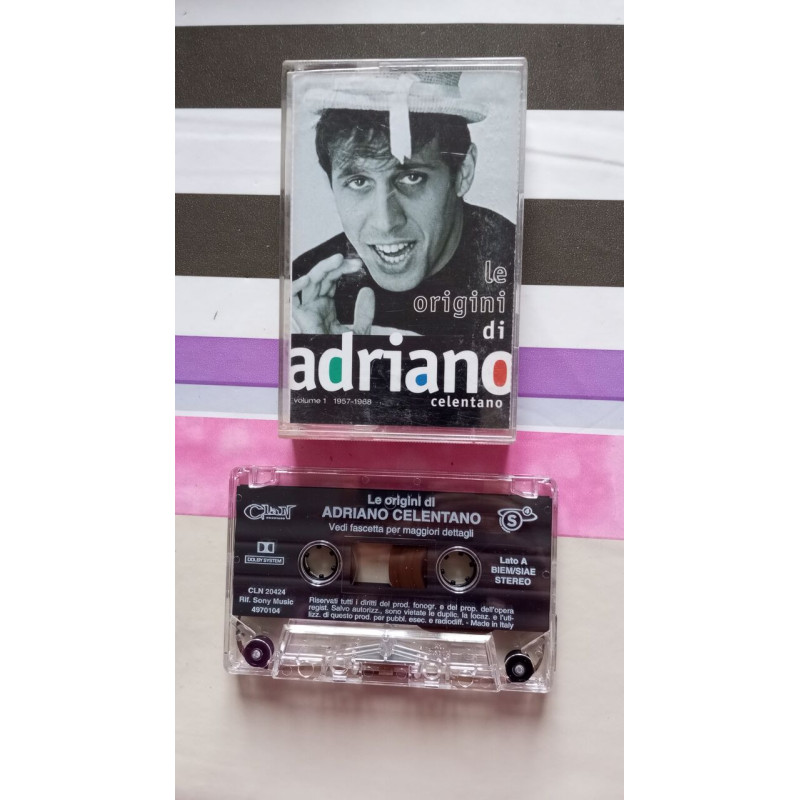 le
origini
di
adriano
celentano
volume 1 1957-1968
Le origini di
ADRIANO CELENTANO
Vedi fascetta per maggiori dettagli
Clan
S
DOLBY SYSTEM
Lato A
BIEM/SIAE
STEREO
CLN 20424
Rif. Sony Music
4970104
Riservati tutti i diritti del prod. fonogr. e del prop. dell'opera
regist. Salvo autorizz., sono vietate le duplic. la locaz. e l'uti-
lizz. di questo prod. per pubbl. esec. e radiodiff. - Made in Italy